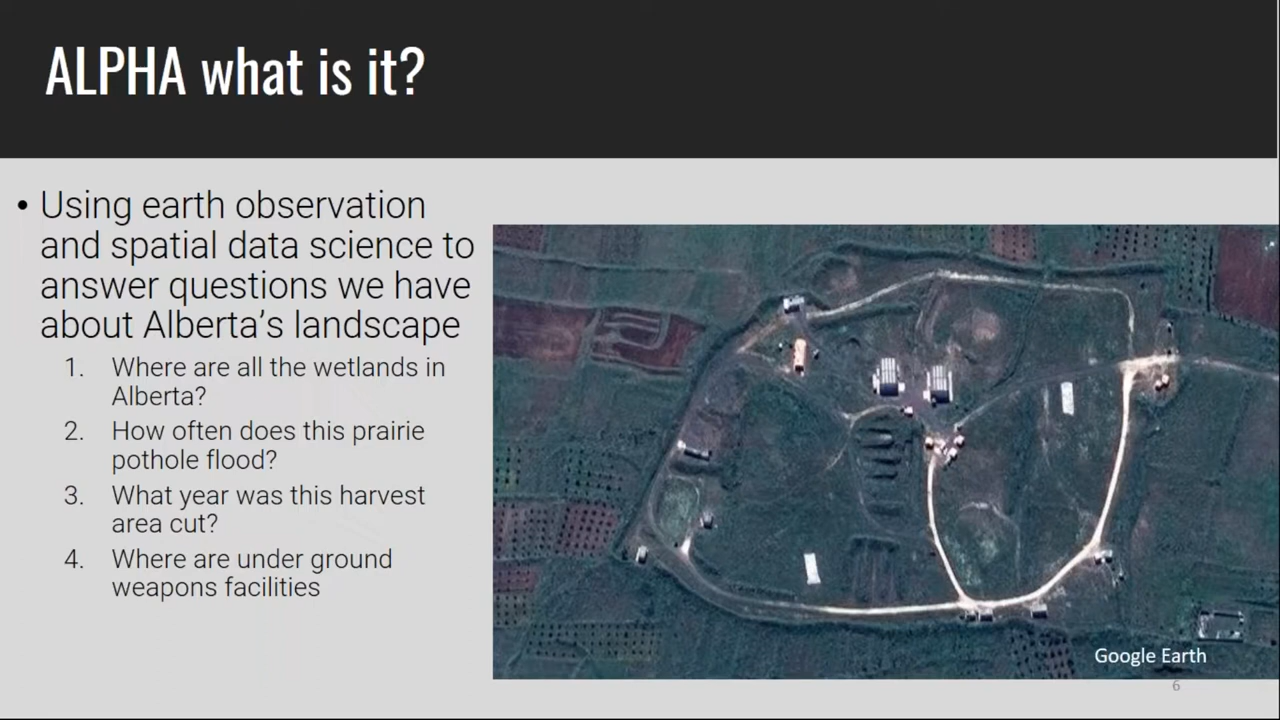 ALPHA what is it?
• Using earth observation
and spatial data science to
answer questions we have
about Alberta’s landscape
1. Where are all the wetlands in
Alberta?
2. How often does this prairie
pothole flood?
3. What year was this harvest
area cut?
4. Where are under ground
weapons facilities
Google Earth
6